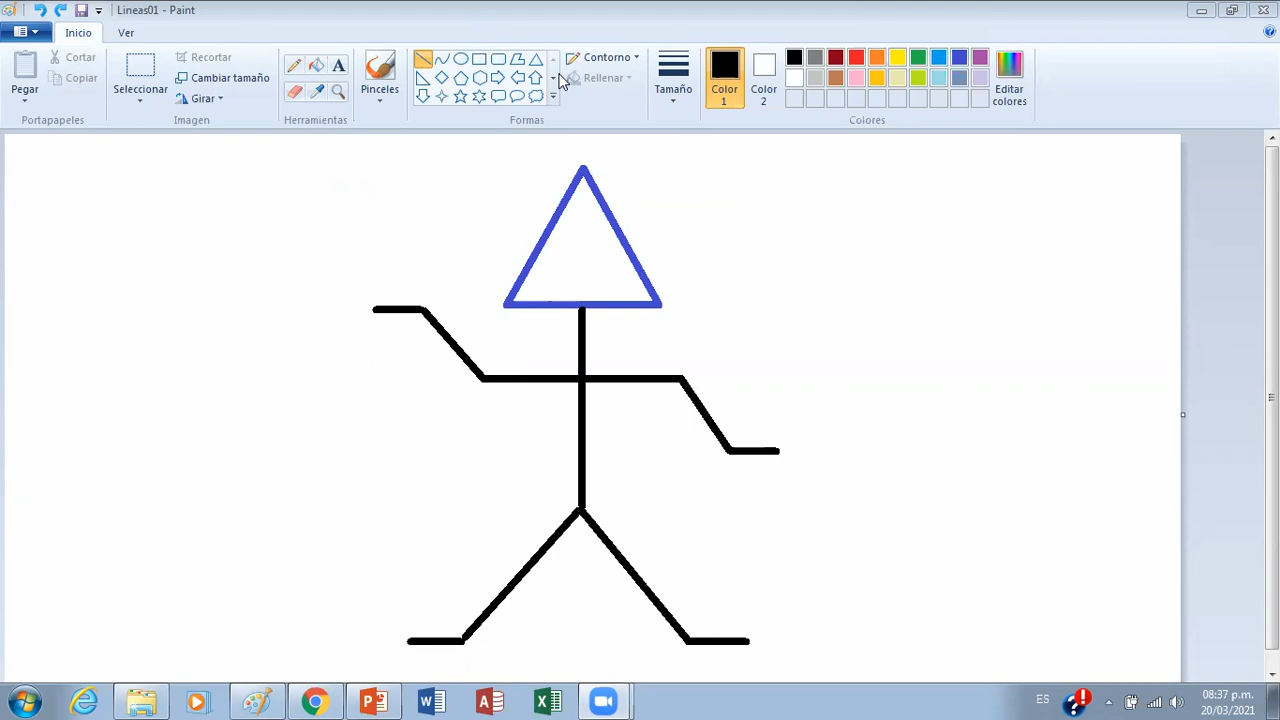 Lineas01 - Paint
Inicio
Ver
Pegar
Cortar
Seleccionar
Recortar
Cambiar tamaño
Girar
A
Pinceles
Contorno
Rellenar
Tamaño
Color
1
Color
2
Editar
colores
Portapapeles
Imagen
Herramientas
Formas
Colores
ES
08:37 p.m.
20/03/2021